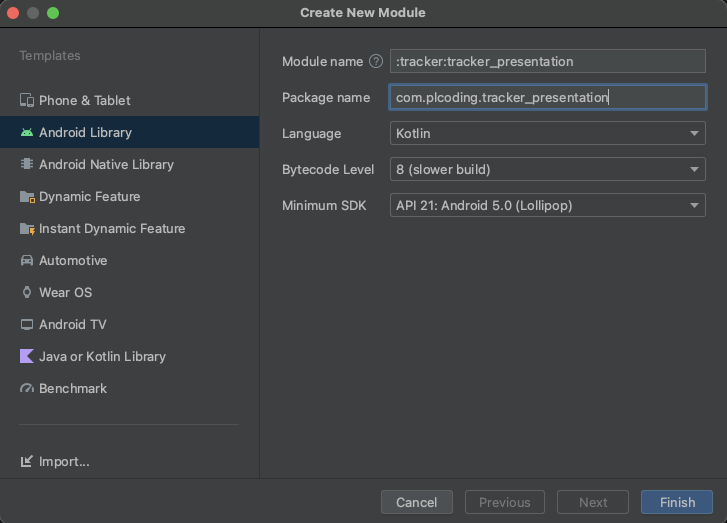 Create New Module
Templates
Phone & Tablet
Android Library
Android Native Library
Dynamic Feature
Instant Dynamic Feature
Automotive
Wear OS
Android TV
Java or Kotlin Library
Benchmark
Import...
Module name ? :tracker:tracker_presentation
Package name com.plcoding.tracker_presentation
Language Kotlin
Bytecode Level 8 (slower build)
Minimum SDK API 21: Android 5.0 (Lollipop)
Cancel Previous Next Finish